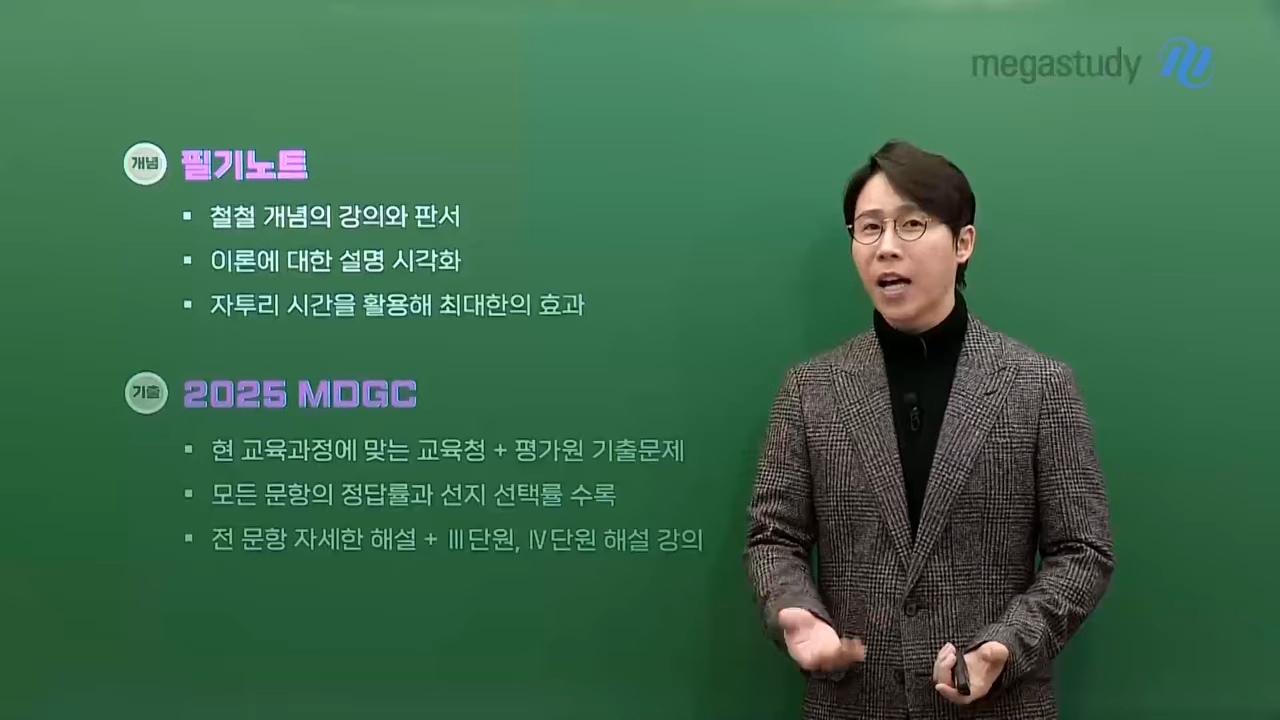 megastudy
개념 필기노트
▪ 철철 개념의 강의와 판서
▪ 이론에 대한 설명 시각화
▪ 자투리 시간을 활용해 최대한의 효과
기출 2025 MDGC
▪ 현 교육과정에 맞는 교육청 + 평가원 기출문제
▪ 모든 문항의 정답률과 선지 선택률 수록
▪ 전 문항 자세한 해설 + Ⅲ단원, Ⅳ단원 해설 강의